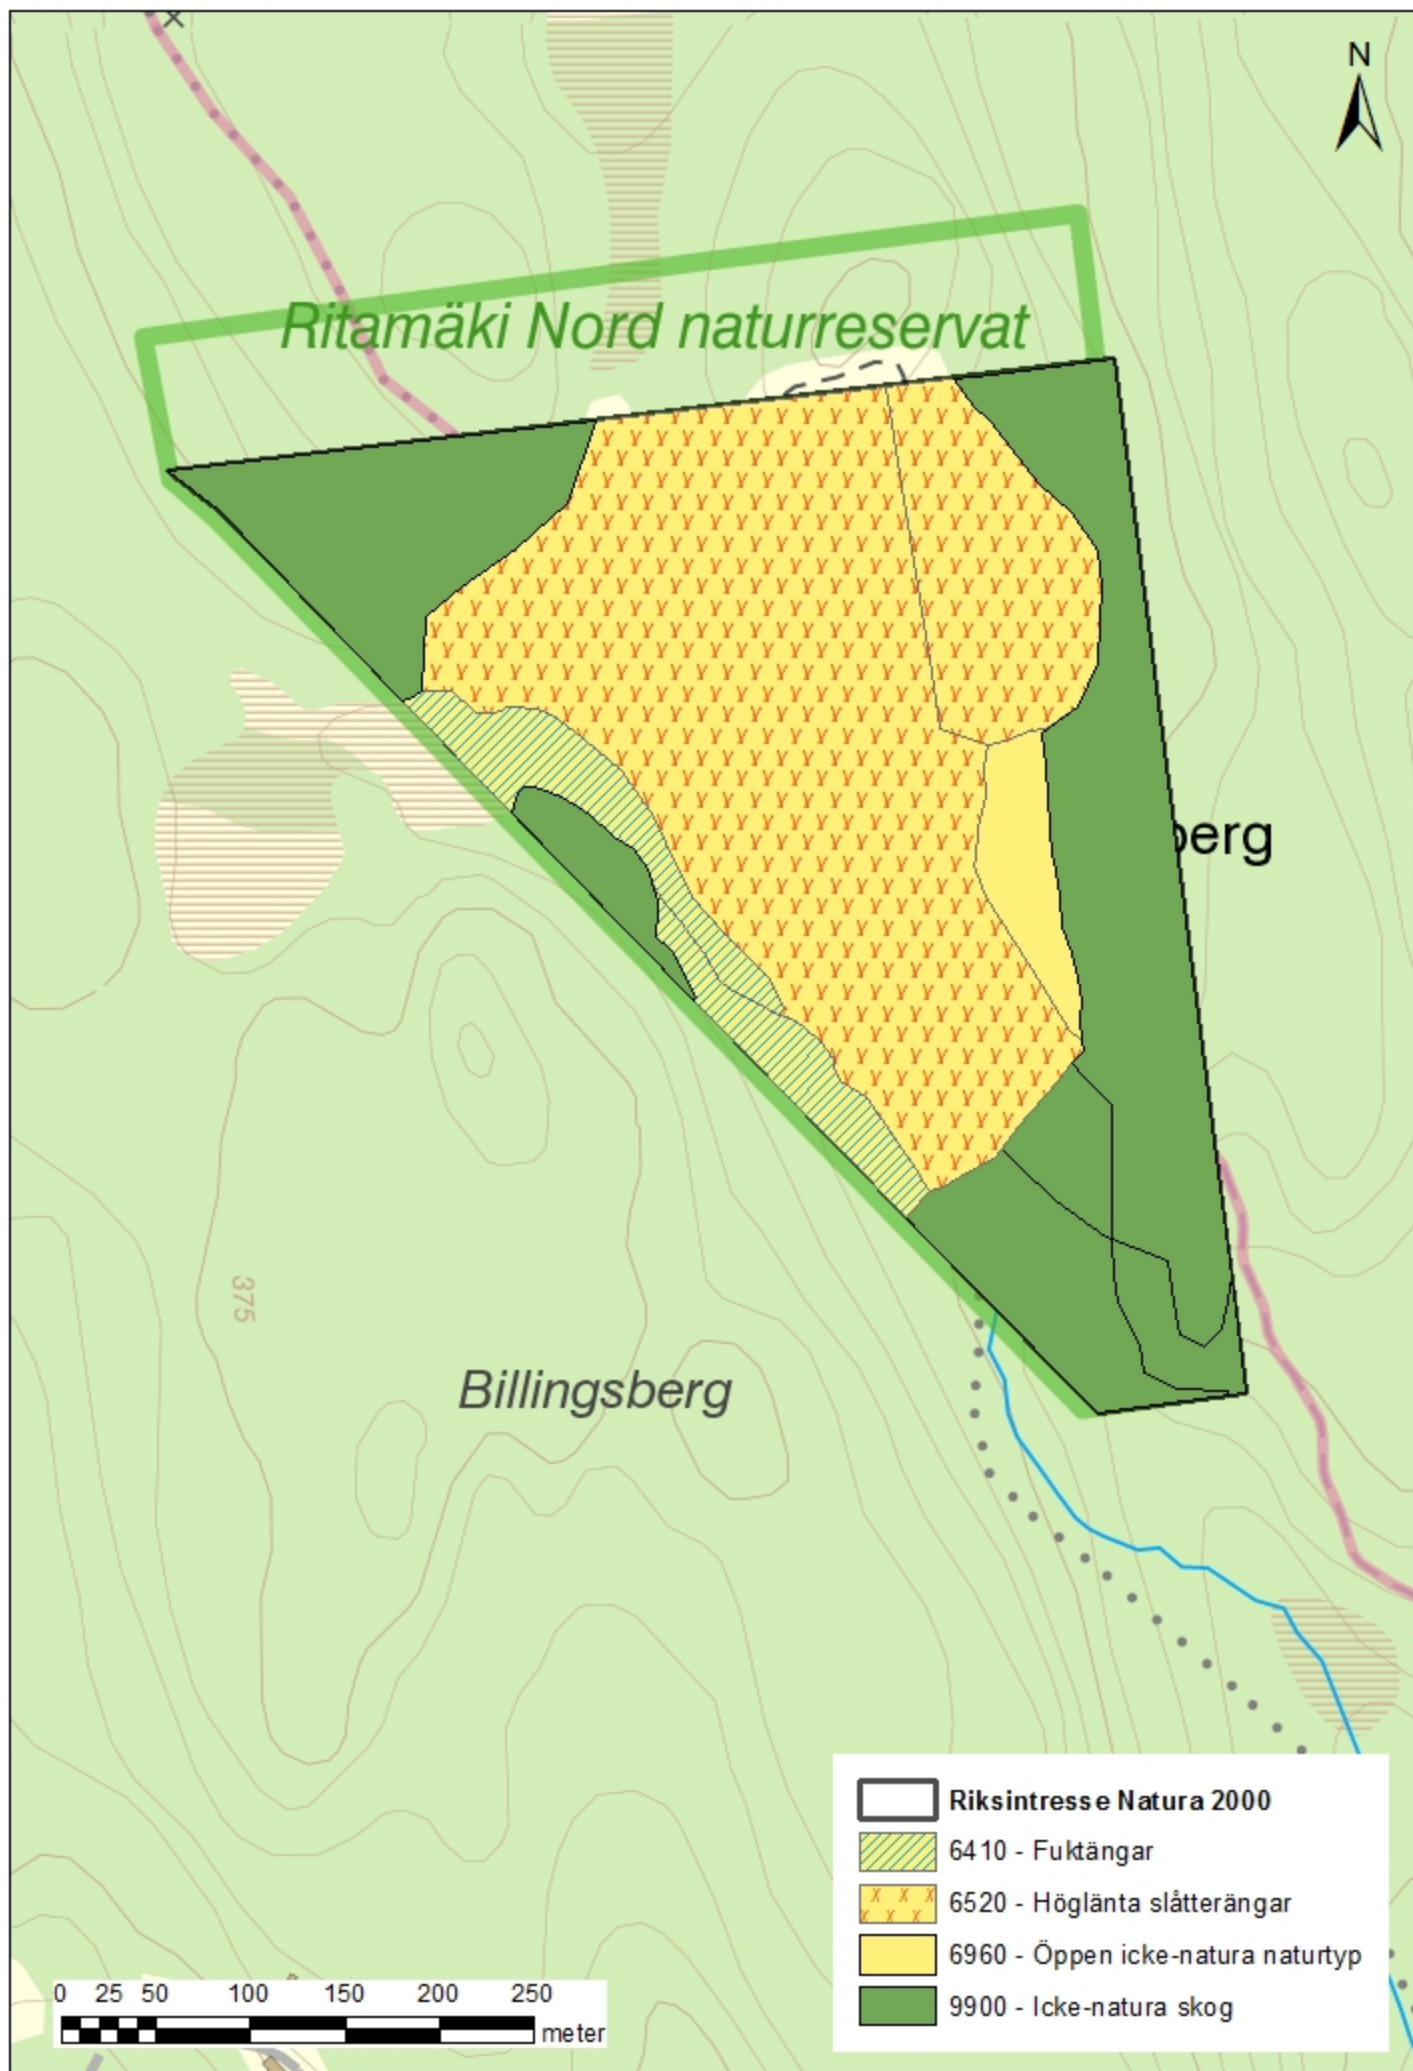 N
Ritamäki Nord naturreservat
berg
375
Billingsberg
Riksintresse Natura 2000
6410 - Fuktängar
6520 - Höglänta slåtterängar
6960 - Öppen icke-natura naturtyp
9900 - Icke-natura skog
0 25 50 100 150 200 250
meter